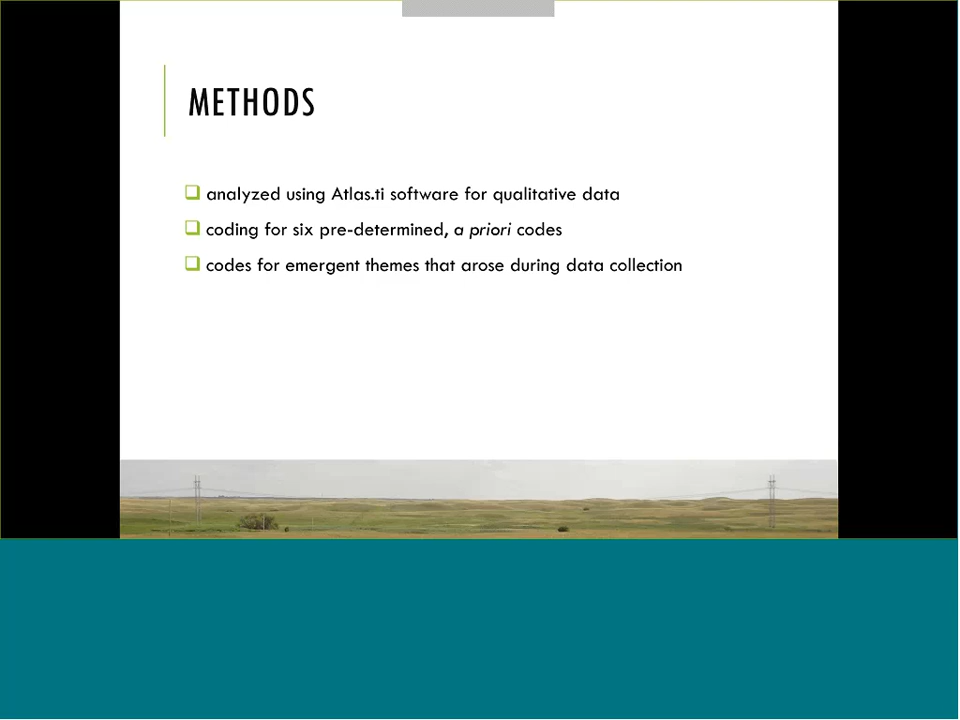 METHODS
analyzed using Atlas.ti software for qualitative data
coding for six pre-determined, a priori codes
codes for emergent themes that arose during data collection